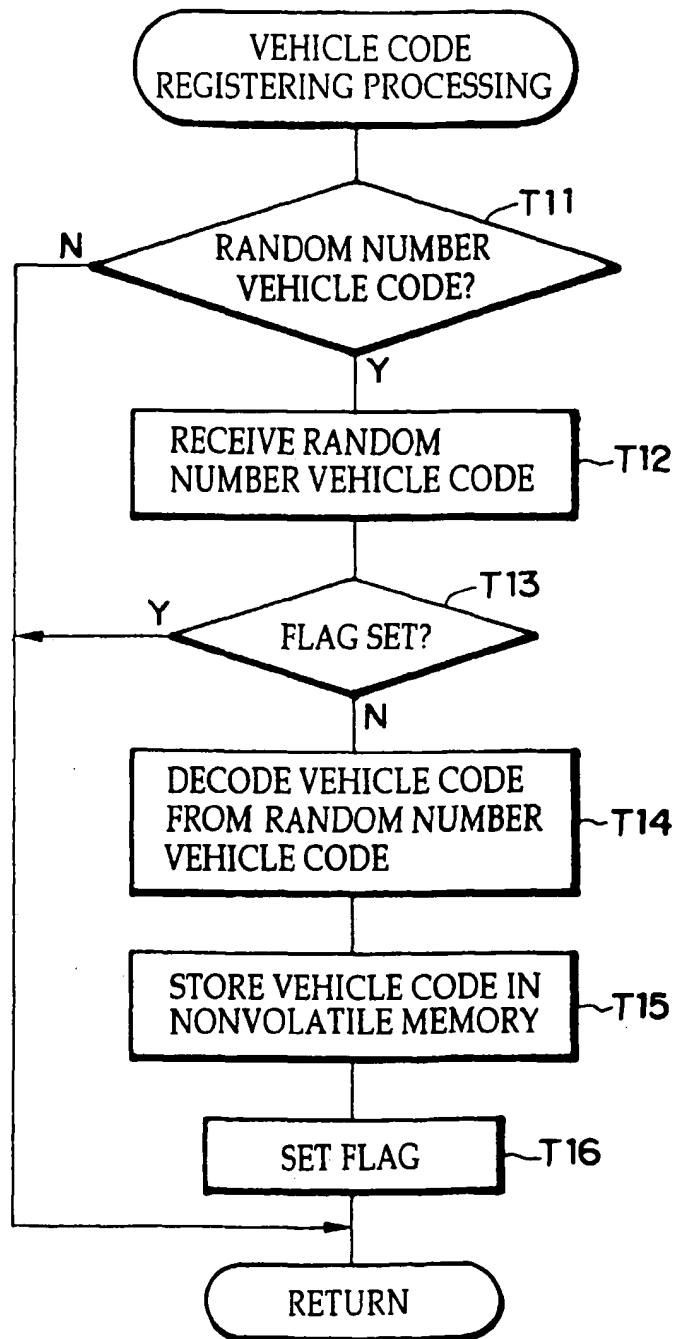 VEHICLE CODE
REGISTERING PROCESSING
T11
N
RANDOM NUMBER
VEHICLE CODE?
Y
RECEIVE RANDOM
NUMBER VEHICLE CODE
T12
T13
Y
FLAG SET?
N
DECODE VEHICLE CODE
FROM RANDOM NUMBER
VEHICLE CODE
T14
STORE VEHICLE CODE IN
NONVOLATILE MEMORY
T15
SET FLAG
T16
RETURN